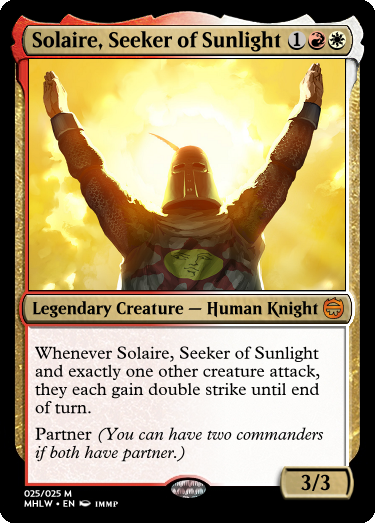 Solaire, Seeker of Sunlight 1
Legendary Creature — Human Knight
Whenever Solaire, Seeker of Sunlight
and exactly one other creature attack,
they each gain double strike until end
of turn.
Partner (You can have two commanders
if both have partner.)
3/3
025/025 M
MHLW • EN IMMP